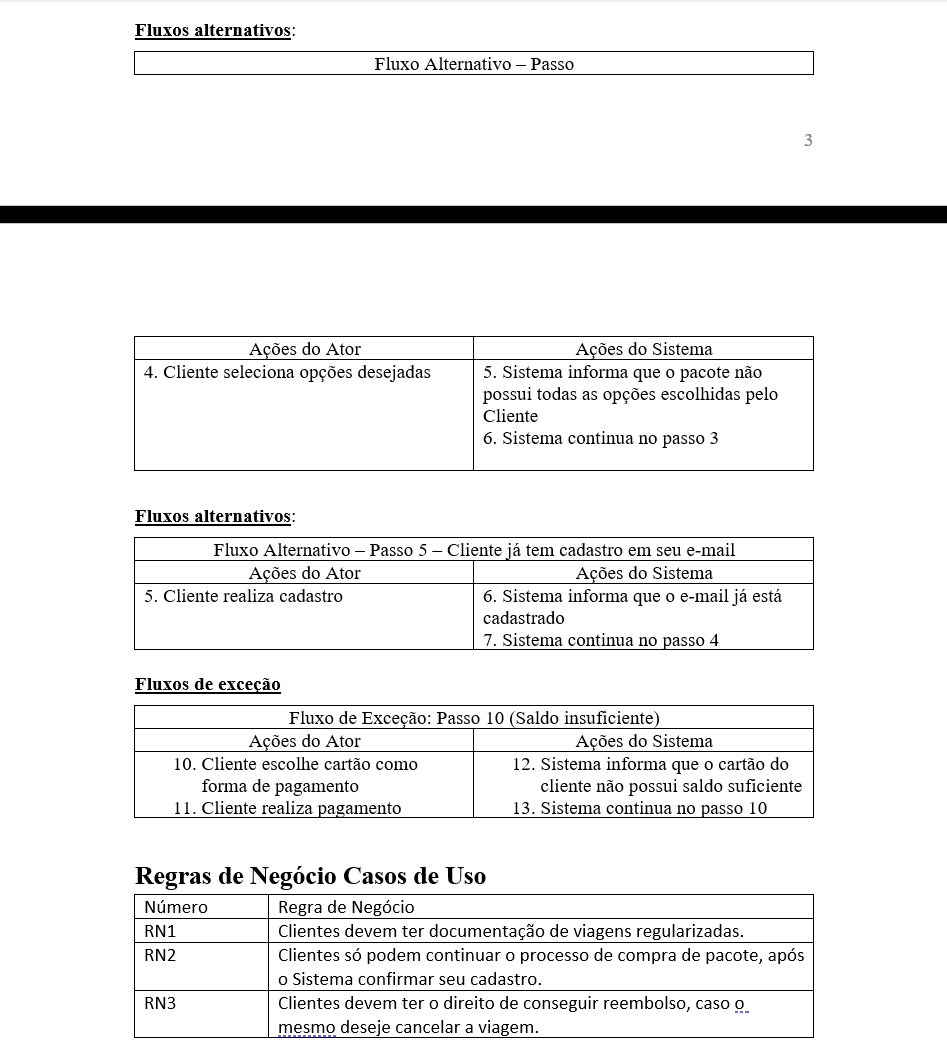 Fluxos alternativos:
Fluxo Alternativo – Passo
3
Ações do Ator
Ações do Sistema
4. Cliente seleciona opções desejadas
5. Sistema informa que o pacote não
possui todas as opções escolhidas pelo
Cliente
6. Sistema continua no passo 3
Fluxos alternativos:
Fluxo Alternativo – Passo 5 – Cliente já tem cadastro em seu e-mail
Ações do Ator
Ações do Sistema
5. Cliente realiza cadastro
6. Sistema informa que o e-mail já está
cadastrado
7. Sistema continua no passo 4
Fluxos de exceção
Fluxo de Exceção: Passo 10 (Saldo insuficiente)
Ações do Ator
Ações do Sistema
10. Cliente escolhe cartão como
forma de pagamento
11. Cliente realiza pagamento
12. Sistema informa que o cartão do
cliente não possui saldo suficiente
13. Sistema continua no passo 10
Regras de Negócio Casos de Uso
Número
Regra de Negócio
RN1
Clientes devem ter documentação de viagens regularizadas.
RN2
Clientes só podem continuar o processo de compra de pacote, após
o Sistema confirmar seu cadastro.
RN3
Clientes devem ter o direito de conseguir reembolso, caso o
mesmo deseje cancelar a viagem.